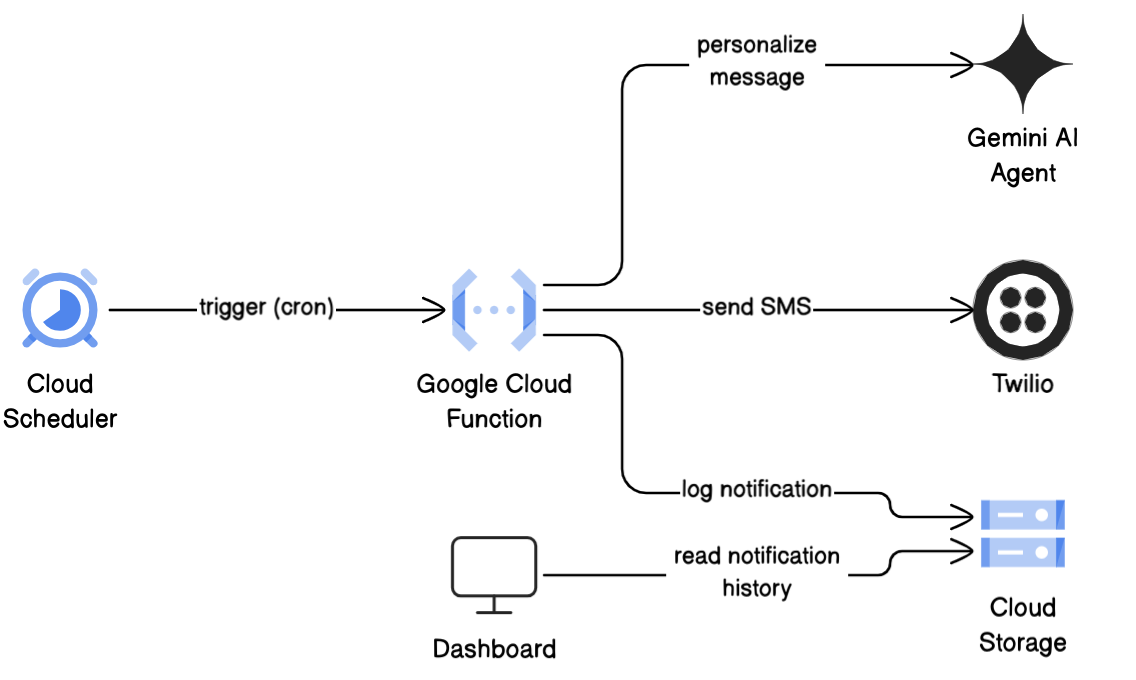 personalize
message
Gemini AI
Agent
trigger (cron)
send SMS
Cloud
Scheduler
Google Cloud
Function
Twilio
log notification
read notification
history
Cloud
Storage
Dashboard